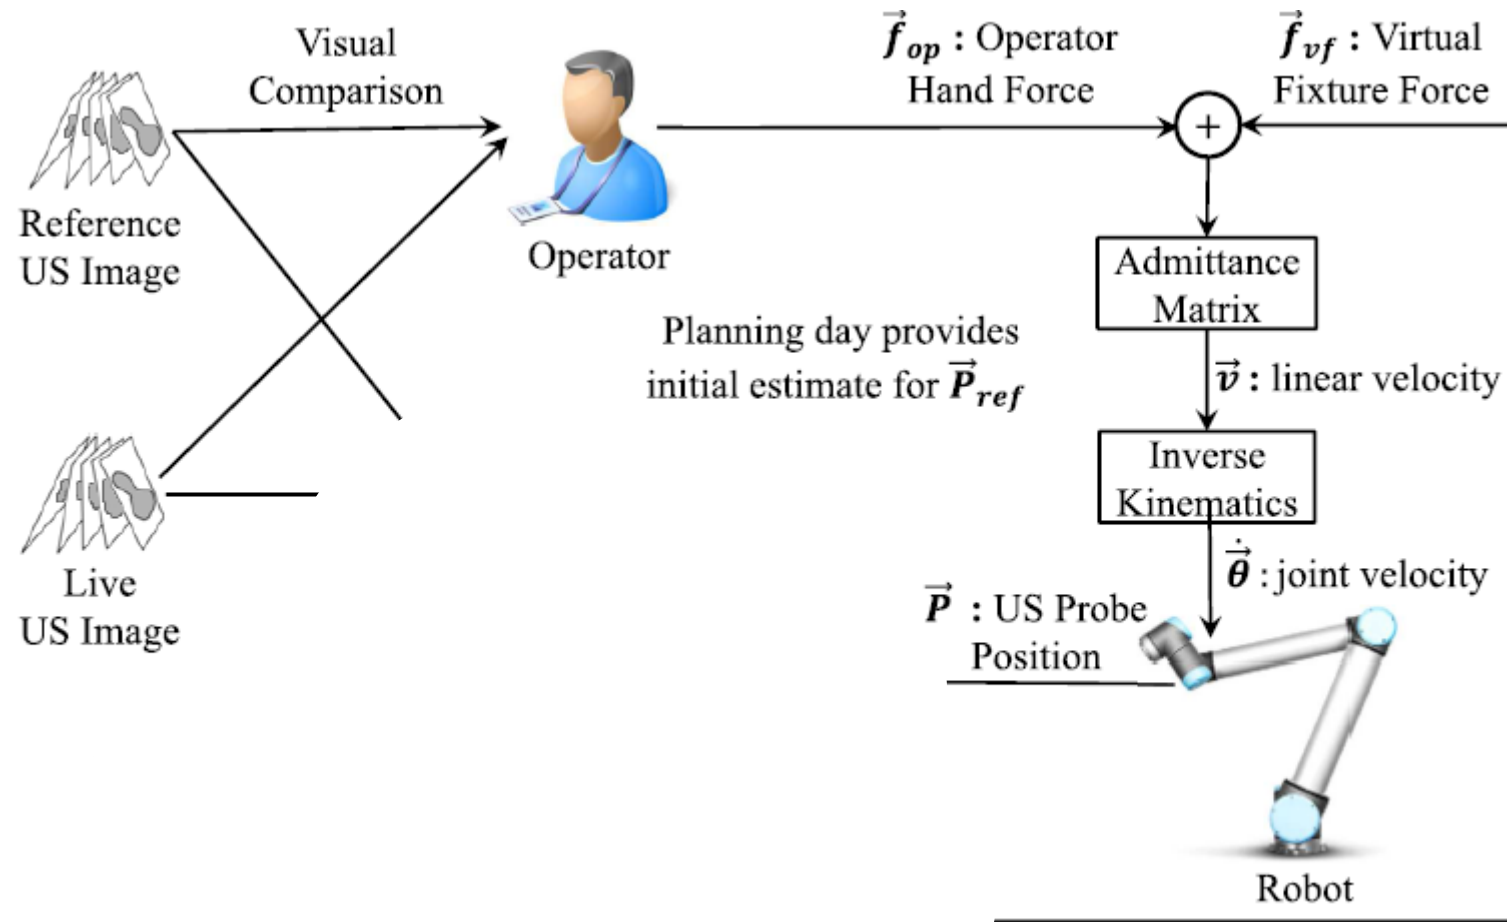 Visual
Comparison
Reference
US Image
Operator
f⃗op : Operator
Hand Force
f⃗vf : Virtual
Fixture Force
+
Admittance
Matrix
Planning day provides
initial estimate for P⃗ref
v⃗ : linear velocity
Inverse
Kinematics
θ⃗̇ : joint velocity
Live
US Image
P⃗ : US Probe
Position
Robot